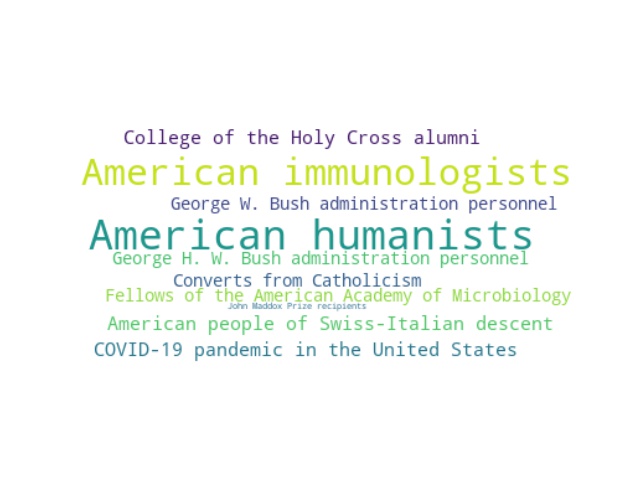 College of the Holy Cross alumni
American immunologists
George W. Bush administration personnel
American humanists
George H. W. Bush administration personnel
Converts from Catholicism
Fellows of the American Academy of Microbiology
John Maddox Prize recipients
American people of Swiss-Italian descent
COVID-19 pandemic in the United States